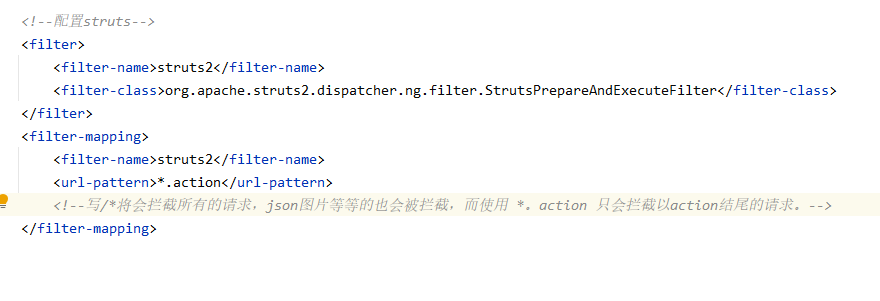 <!--配置struts-->
<filter>
<filter-name>struts2</filter-name>
<filter-class>org.apache.struts2.dispatcher.ng.filter.StrutsPrepareAndExecuteFilter</filter-class>
</filter>
<filter-mapping>
<filter-name>struts2</filter-name>
<url-pattern>*.action</url-pattern>
<!--写/*将会拦截所有的请求，json图片等等的也会被拦截，而使用 *. action 只会拦截以action结尾的请求。-->
</filter-mapping>